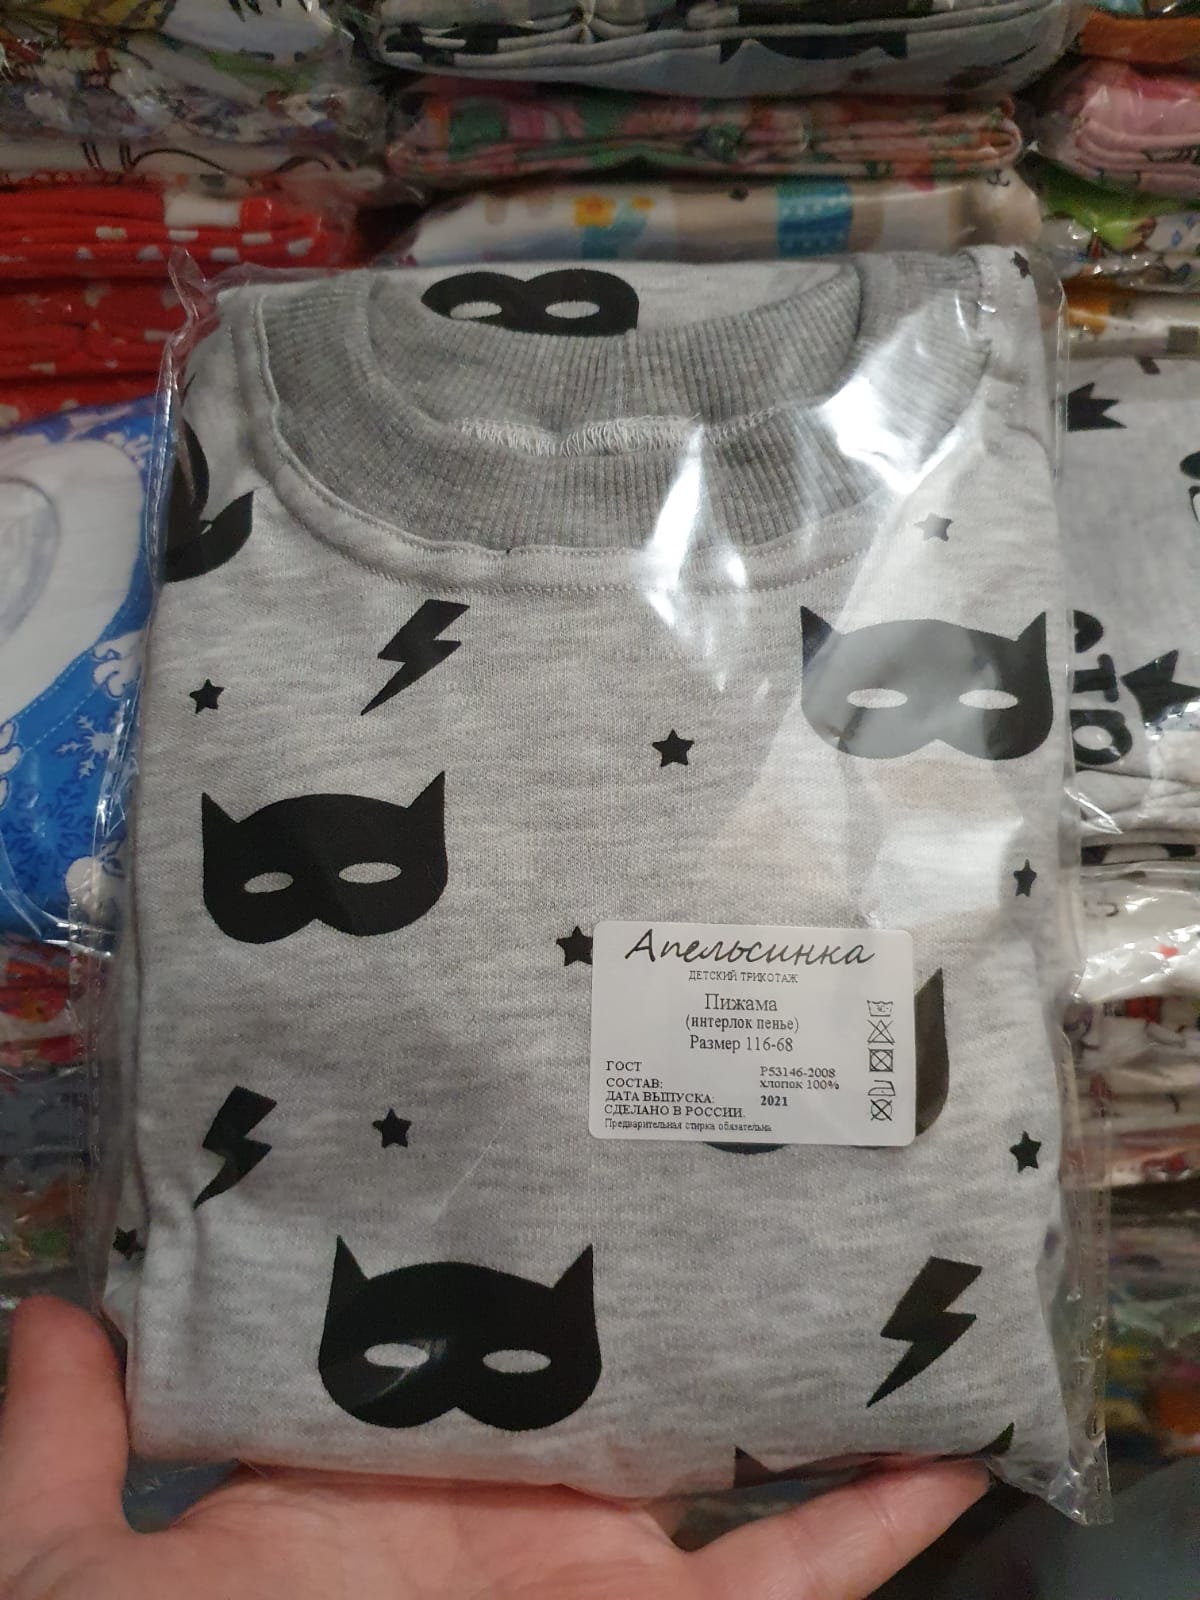 Апельсинка
ДЕТСКИЙ ТРИКОТАЖ
Пижама
(интерлок пенье)
Размер 116-68
ГОСТ Р53146-2008
СОСТАВ: хлопок 100%
ДАТА ВЫПУСКА: 2021
СДЕЛАНО В РОССИИ.
Предварительная стирка обязательна